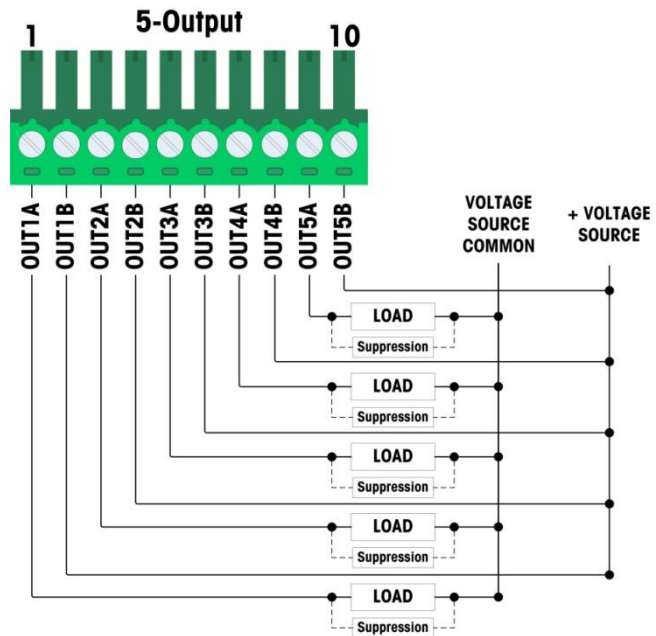 5-Output
1
10
OUT1A
OUT1B
OUT2A
OUT2B
OUT3A
OUT3B
OUT4A
OUT4B
OUT5A
OUT5B
VOLTAGE
SOURCE
COMMON
+ VOLTAGE
SOURCE
LOAD
Suppression
LOAD
Suppression
LOAD
Suppression
LOAD
Suppression
LOAD
Suppression